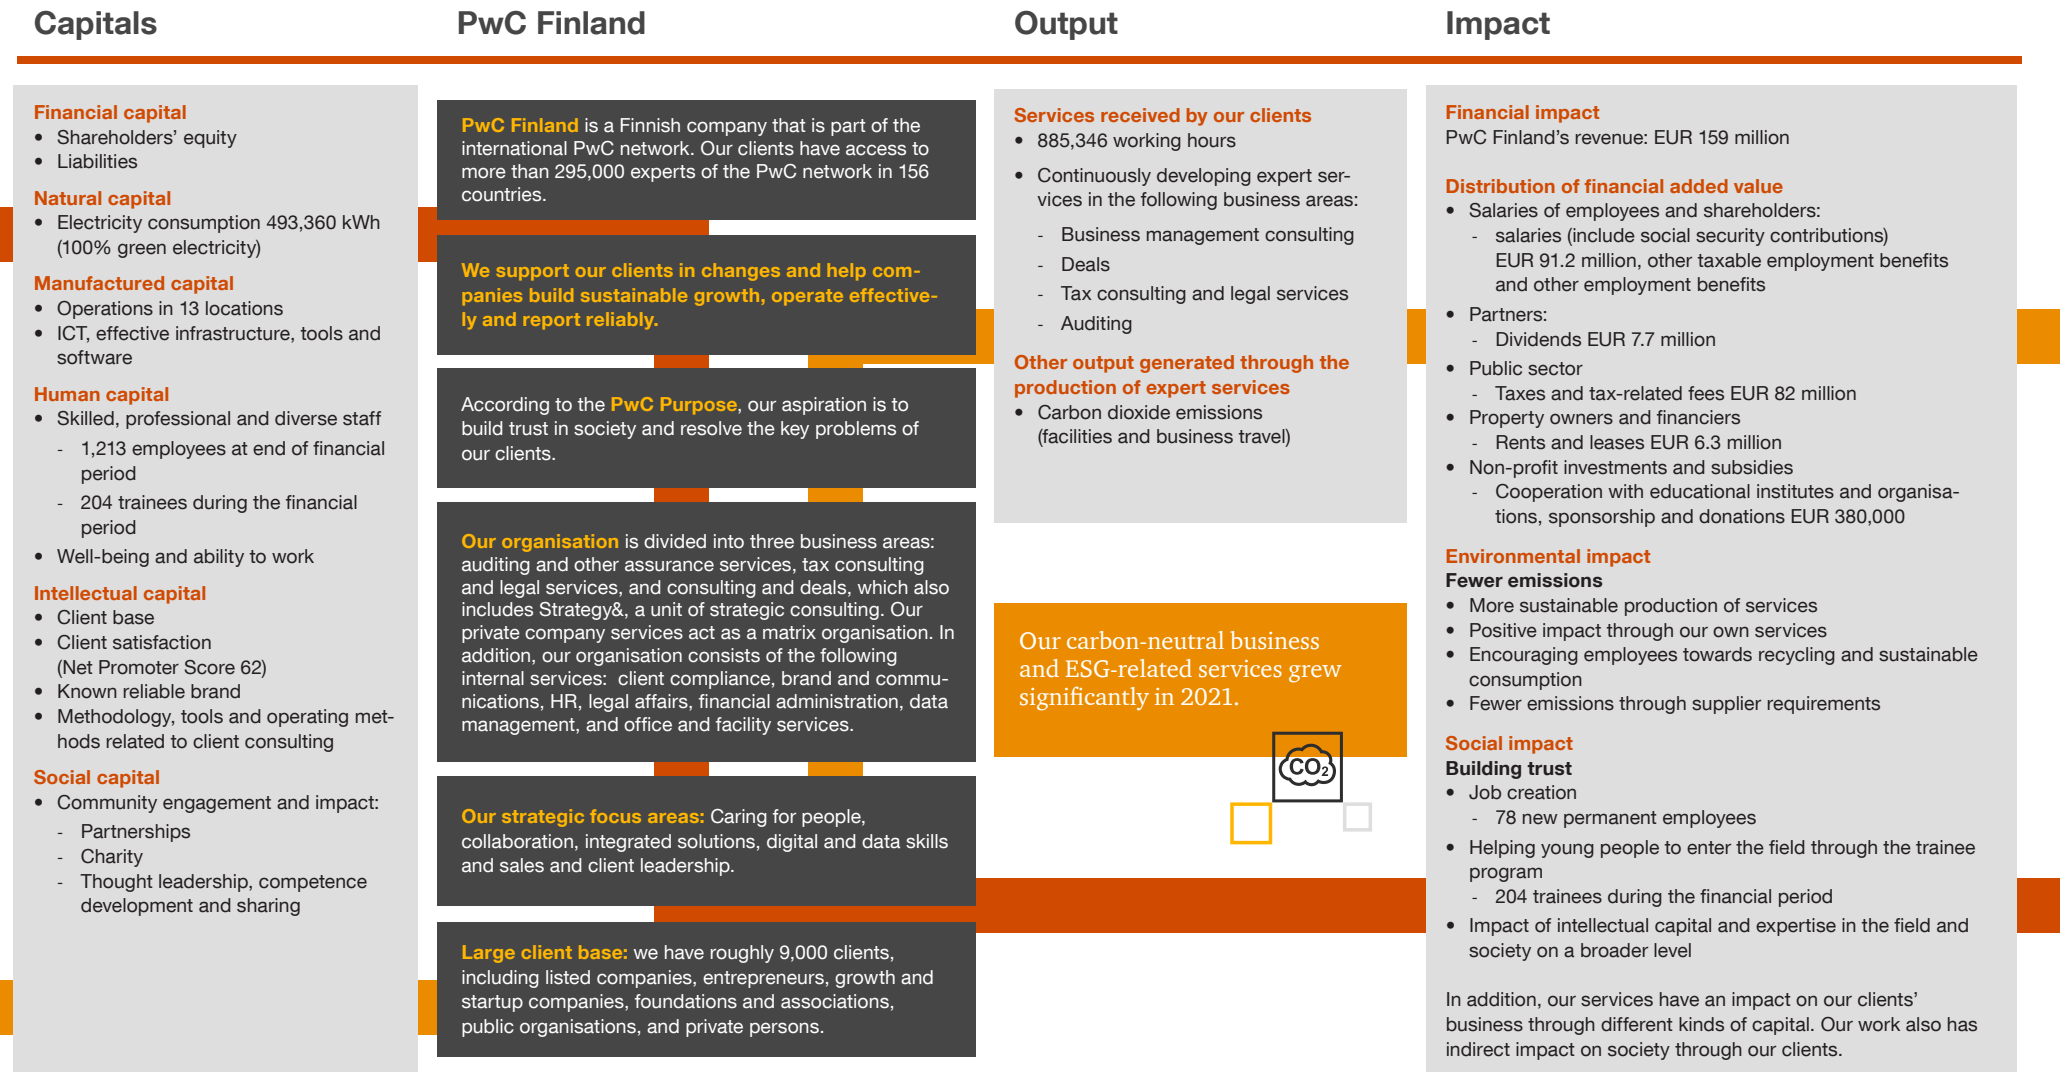 Capitals
Financial capital
• Shareholders’ equity
• Liabilities
Natural capital
• Electricity consumption 493,360 kWh
(100% green electricity)
Manufactured capital
• Operations in 13 locations
• ICT, effective infrastructure, tools and
software
Human capital
• Skilled, professional and diverse staff
- 1,213 employees at end of financial
period
- 204 trainees during the financial
period
• Well-being and ability to work
Intellectual capital
• Client base
• Client satisfaction
(Net Promoter Score 62)
• Known reliable brand
• Methodology, tools and operating met-
hods related to client consulting
Social capital
• Community engagement and impact:
- Partnerships
- Charity
- Thought leadership, competence
development and sharing
PwC Finland
PwC Finland is a Finnish company that is part of the
international PwC network. Our clients have access to
more than 295,000 experts of the PwC network in 156
countries.
We support our clients in changes and help com-
panies build sustainable growth, operate effective-
ly and report reliably.
According to the PwC Purpose, our aspiration is to
build trust in society and resolve the key problems of
our clients.
Our organisation is divided into three business areas:
auditing and other assurance services, tax consulting
and legal services, and consulting and deals, which also
includes Strategy&, a unit of strategic consulting. Our
private company services act as a matrix organisation. In
addition, our organisation consists of the following
internal services: client compliance, brand and commu-
nications, HR, legal affairs, financial administration, data
management, and office and facility services.
Our strategic focus areas: Caring for people,
collaboration, integrated solutions, digital and data skills
and sales and client leadership.
Large client base: we have roughly 9,000 clients,
including listed companies, entrepreneurs, growth and
startup companies, foundations and associations,
public organisations, and private persons.
Output
Services received by our clients
• 885,346 working hours
• Continuously developing expert ser-
vices in the following business areas:
- Business management consulting
- Deals
- Tax consulting and legal services
- Auditing
Other output generated through the
production of expert services
• Carbon dioxide emissions
(facilities and business travel)
Our carbon-neutral business
and ESG-related services grew
significantly in 2021.
CO2
Impact
Financial impact
PwC Finland’s revenue: EUR 159 million
Distribution of financial added value
• Salaries of employees and shareholders:
- salaries (include social security contributions)
EUR 91.2 million, other taxable employment benefits
and other employment benefits
• Partners:
- Dividends EUR 7.7 million
• Public sector
- Taxes and tax-related fees EUR 82 million
• Property owners and financiers
- Rents and leases EUR 6.3 million
• Non-profit investments and subsidies
- Cooperation with educational institutes and organisa-
tions, sponsorship and donations EUR 380,000
Environmental impact
Fewer emissions
• More sustainable production of services
• Positive impact through our own services
• Encouraging employees towards recycling and sustainable
consumption
• Fewer emissions through supplier requirements
Social impact
Building trust
• Job creation
- 78 new permanent employees
• Helping young people to enter the field through the trainee
program
- 204 trainees during the financial period
• Impact of intellectual capital and expertise in the field and
society on a broader level
In addition, our services have an impact on our clients’
business through different kinds of capital. Our work also has
indirect impact on society through our clients.